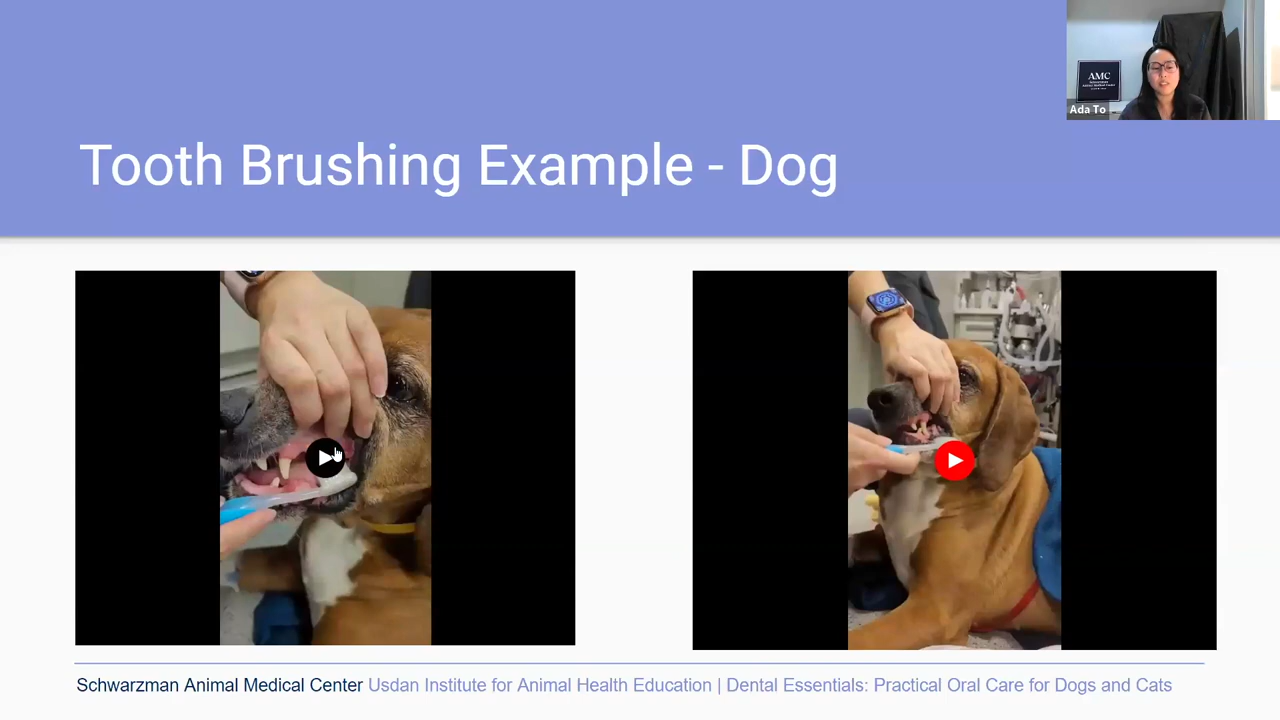 AMC
Ada To
Tooth Brushing Example - Dog
Schwarzman Animal Medical Center Usdan Institute for Animal Health Education | Dental Essentials: Practical Oral Care for Dogs and Cats